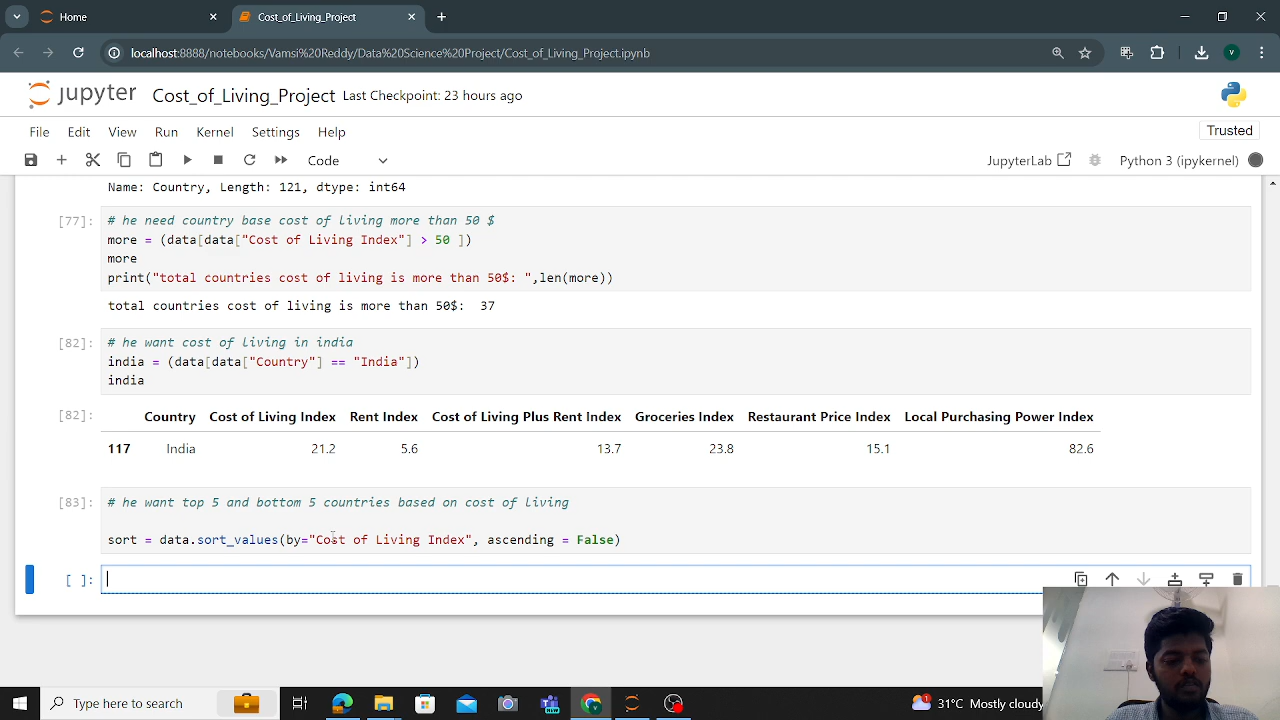 Home
Cost_of_Living_Project
localhost:8888/notebooks/Vamsi%20Reddy/Data%20Science%20Project/Cost_of_Living_Project.ipynb
V
jupyter Cost_of_Living_Project Last Checkpoint: 23 hours ago
File Edit View Run Kernel Settings Help
Trusted
Code
JupyterLab
Python 3 (ipykernel)
Name: Country, Length: 121, dtype: int64
[77]: # he need country base cost of living more than 50 $
more = (data[data["Cost of Living Index"] > 50 ])
more
print("total countries cost of living is more than 50$: ",len(more))
total countries cost of living is more than 50$:  37
[82]: # he want cost of living in india
india = (data[data["Country"] == "India"])
india
[82]: Country Cost of Living Index Rent Index Cost of Living Plus Rent Index Groceries Index Restaurant Price Index Local Purchasing Power Index
117 India 21.2 5.6 13.7 23.8 15.1 82.6
[83]: # he want top 5 and bottom 5 countries based on cost of living
sort = data.sort_values(by="Cost of Living Index", ascending = False)
[ ]:
Type here to search
NEW
1
31°C Mostly cloudy